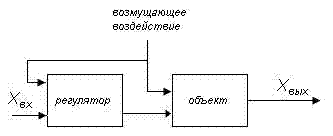 возмущающее
воздействие
Xвх
регулятор
объект
Xвых